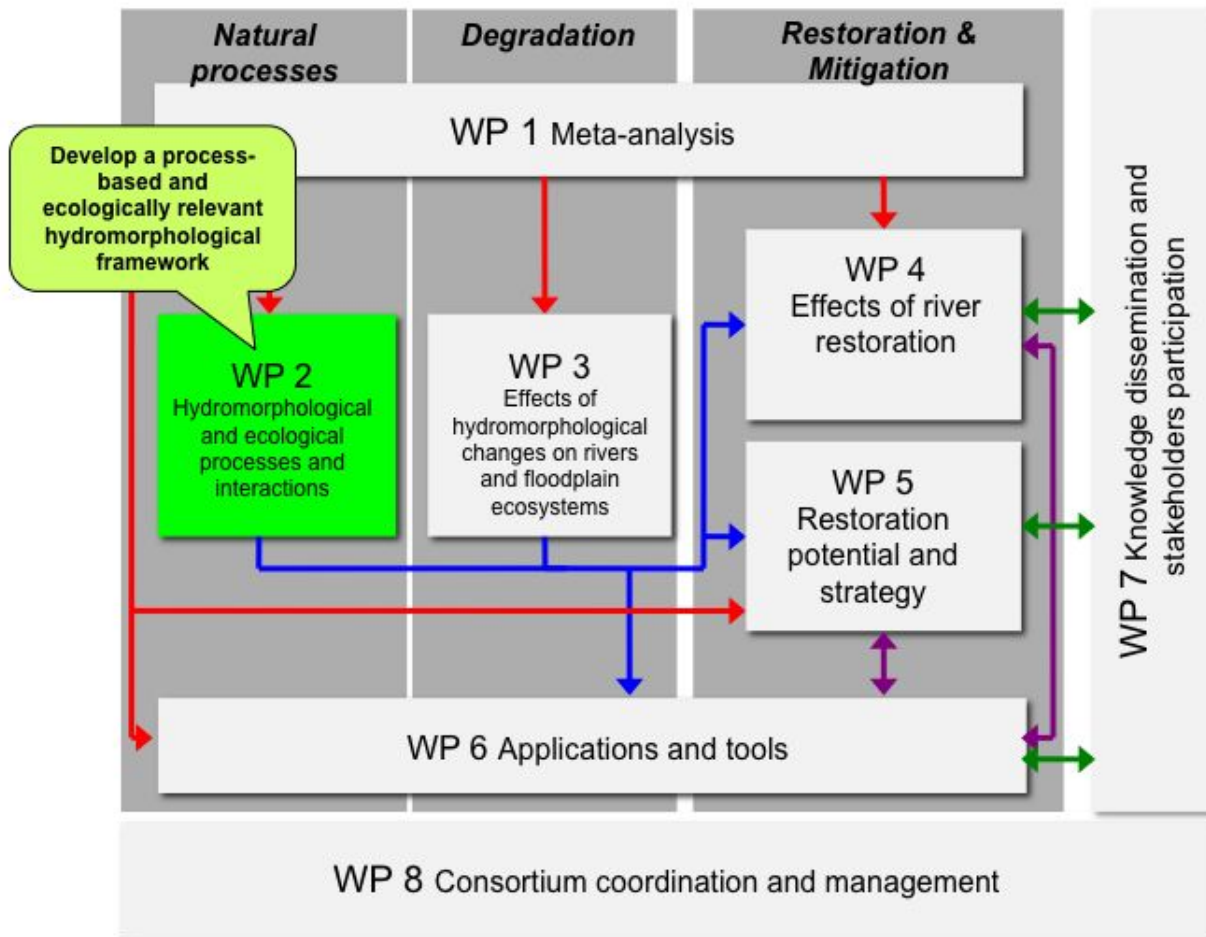 Natural
processes
Degradation
Restoration &
Mitigation
WP 1 Meta-analysis
Develop a process-
based and
ecologically relevant
hydromorphological
framework
WP 2
Hydromorphological
and ecological
processes and
interactions
WP 3
Effects of
hydromorphological
changes on rivers
and floodplain
ecosystems
WP 4
Effects of river
restoration
WP 5
Restoration
potential and
strategy
WP 6 Applications and tools
WP 7 Knowledge dissemination and
stakeholders participation
WP 8 Consortium coordination and management